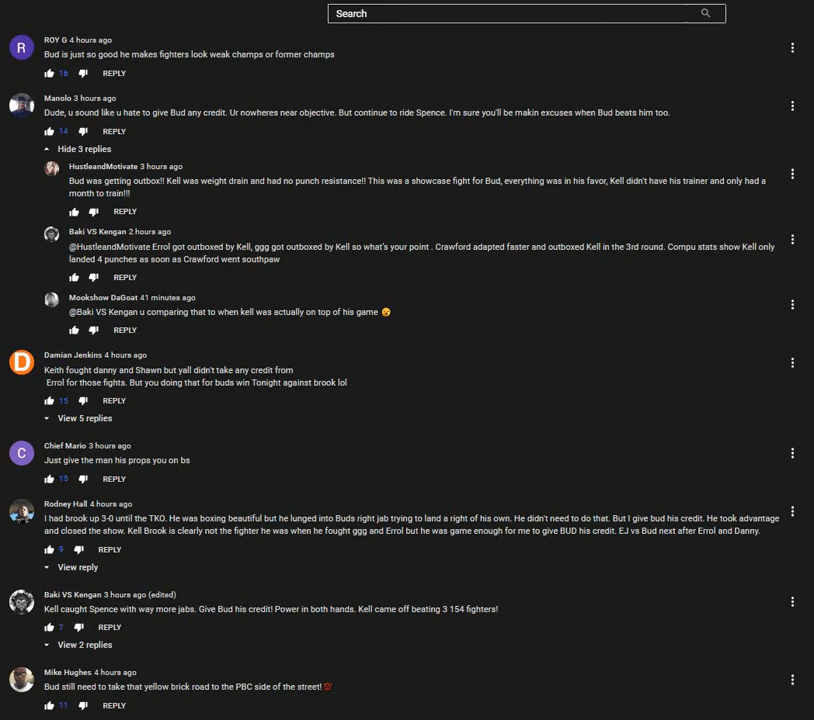 Search
R
ROY G 4 hours ago
Bud is just so good he makes fighters look weak champs or former champs
16 REPLY
Manolo 3 hours ago
Dude, u sound like u hate to give Bud any credit. Ur nowheres near objective. But continue to ride Spence. I'm sure you'll be makin excuses when Bud beats him too.
14 REPLY
Hide 3 replies
HustleandMotivate 3 hours ago
Bud was getting outbox!! Kell was weight drain and had no punch resistance!! This was a showcase fight for Bud, everything was in his favor, Kell didn't have his trainer and only had a
month to train!!!
REPLY
Baki VS Kengan 2 hours ago
@HustleandMotivate Errol got outboxed by Kell, ggg got outboxed by Kell so what's your point . Crawford adapted faster and outboxed Kell in the 3rd round. Compu stats show Kell only
landed 4 punches as soon as Crawford went southpaw
REPLY
Mookshow DaGoat 41 minutes ago
@Baki VS Kengan u comparing that to when kell was actually on top of his game 😮
REPLY
D
Damian Jenkins 4 hours ago
Keith fought danny and Shawn but yall didn't take any credit from
Errol for those fights. But you doing that for buds win Tonight against brook lol
15 REPLY
View 5 replies
C
Chief Mario 3 hours ago
Just give the man his props you on bs
15 REPLY
Rodney Hall 4 hours ago
I had brook up 3-0 until the TKO. He was boxing beautiful but he lunged into Buds right jab trying to land a right of his own. He didn't need to do that. But I give bud his credit. He took advantage
and closed the show. Kell Brook is clearly not the fighter he was when he fought ggg and Errol but he was game enough for me to give BUD his credit. EJ vs Bud next after Errol and Danny.
9 REPLY
View reply
Baki VS Kengan 3 hours ago (edited)
Kell caught Spence with way more jabs. Give Bud his credit! Power in both hands. Kell came off beating 3 154 fighters!
7 REPLY
View 2 replies
Mike Hughes 4 hours ago
Bud still need to take that yellow brick road to the PBC side of the street! 💯
11 REPLY